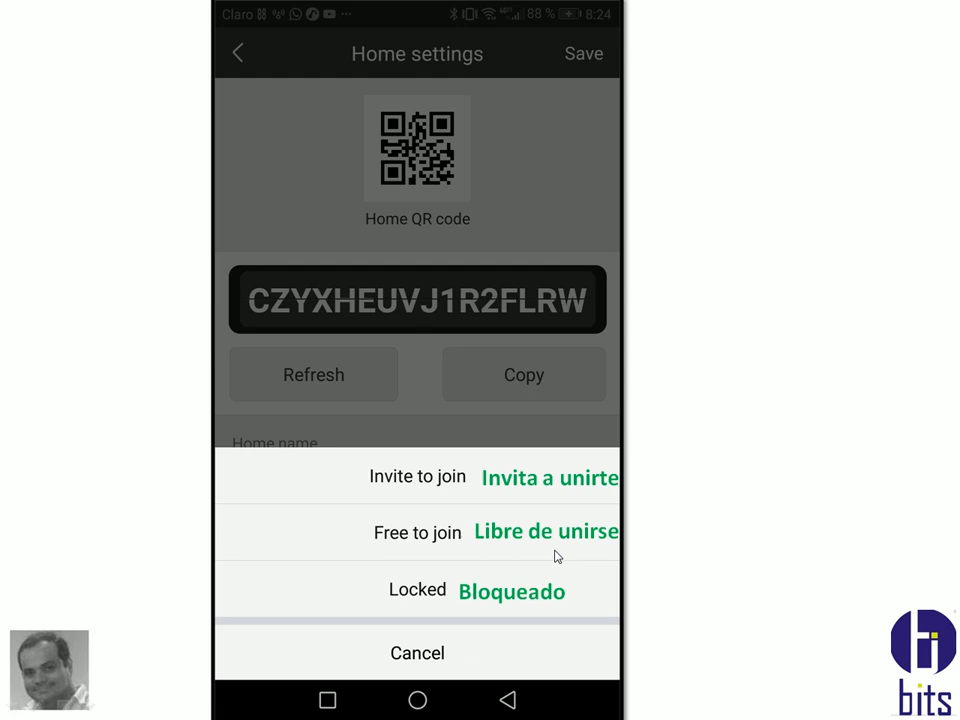 Claro 88 % 8:24
Home settings Save
Home QR code
CZYXHEUVJ1R2FLRW
Refresh Copy
Home name
Invite to join Invita a unirte
Free to join Libre de unirse
Locked Bloqueado
Cancel
bits